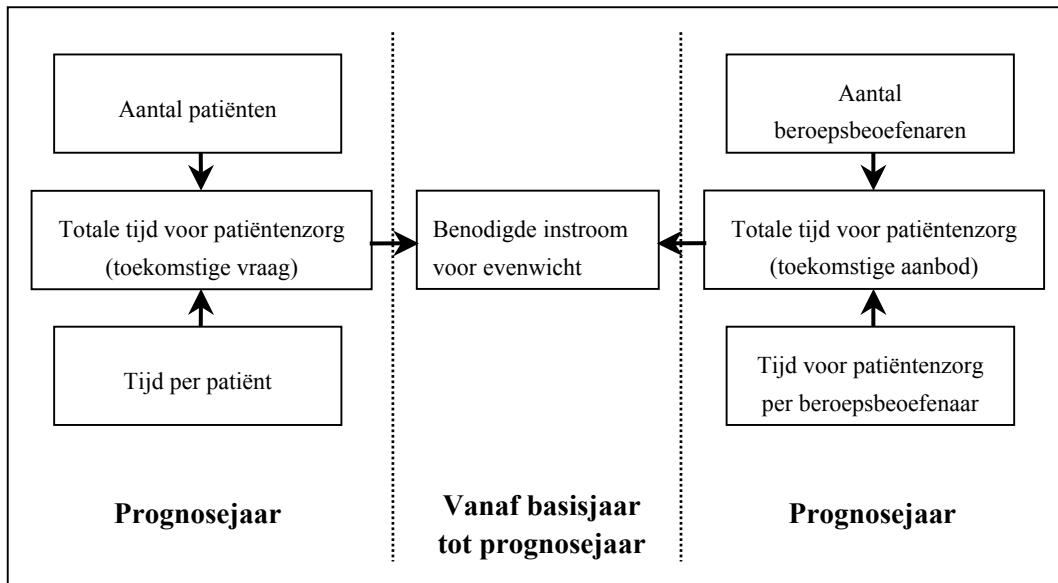 Aantal patiënten
Totale tijd voor patiëntenzorg
(toekomstige vraag)
Tijd per patiënt
Prognosejaar
Benodigde instroom
voor evenwicht
Vanaf basisjaar
tot prognosejaar
Aantal
beroepsbeoefenaren
Totale tijd voor patiëntenzorg
(toekomstige aanbod)
Tijd voor patiëntenzorg
per beroepsbeoefenaar
Prognosejaar